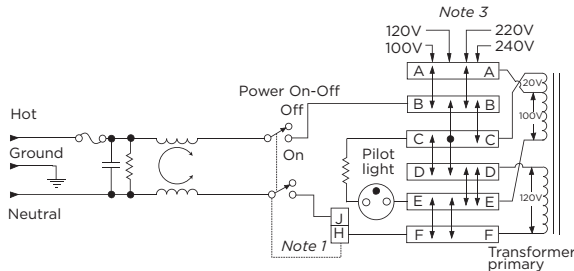 Note 3
120V 220V
100V 240V
A A
20V
Power On-Off
Off
B B
100V
Hot
C C
Ground
On
Pilot
light
D D
120V
E E
Neutral
J
H
Note 1
F F
Transformer
primary